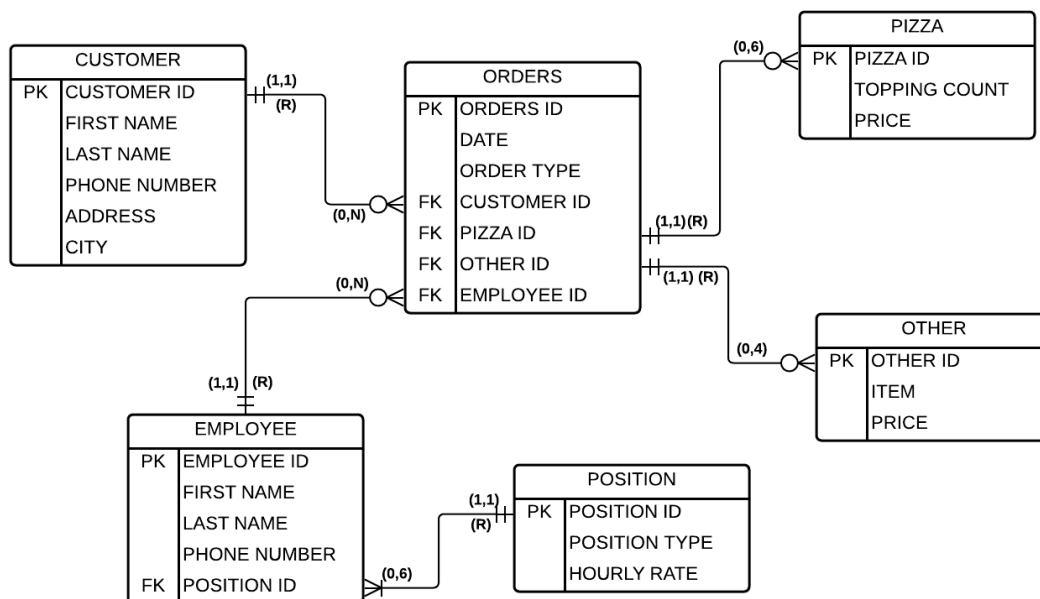 CUSTOMER
PK CUSTOMER ID
FIRST NAME
LAST NAME
PHONE NUMBER
ADDRESS
CITY
(1,1)
(R)
(0,N)
ORDERS
PK ORDERS ID
DATE
ORDER TYPE
FK CUSTOMER ID
FK PIZZA ID
FK OTHER ID
FK EMPLOYEE ID
(0,6)
PIZZA
PK PIZZA ID
TOPPING COUNT
PRICE
(1,1)(R)
(1,1) (R)
(0,4)
OTHER
PK OTHER ID
ITEM
PRICE
(0,N)
(1,1) (R)
EMPLOYEE
PK EMPLOYEE ID
FIRST NAME
LAST NAME
PHONE NUMBER
FK POSITION ID
(0,6)
(1,1)
(R)
POSITION
PK POSITION ID
POSITION TYPE
HOURLY RATE